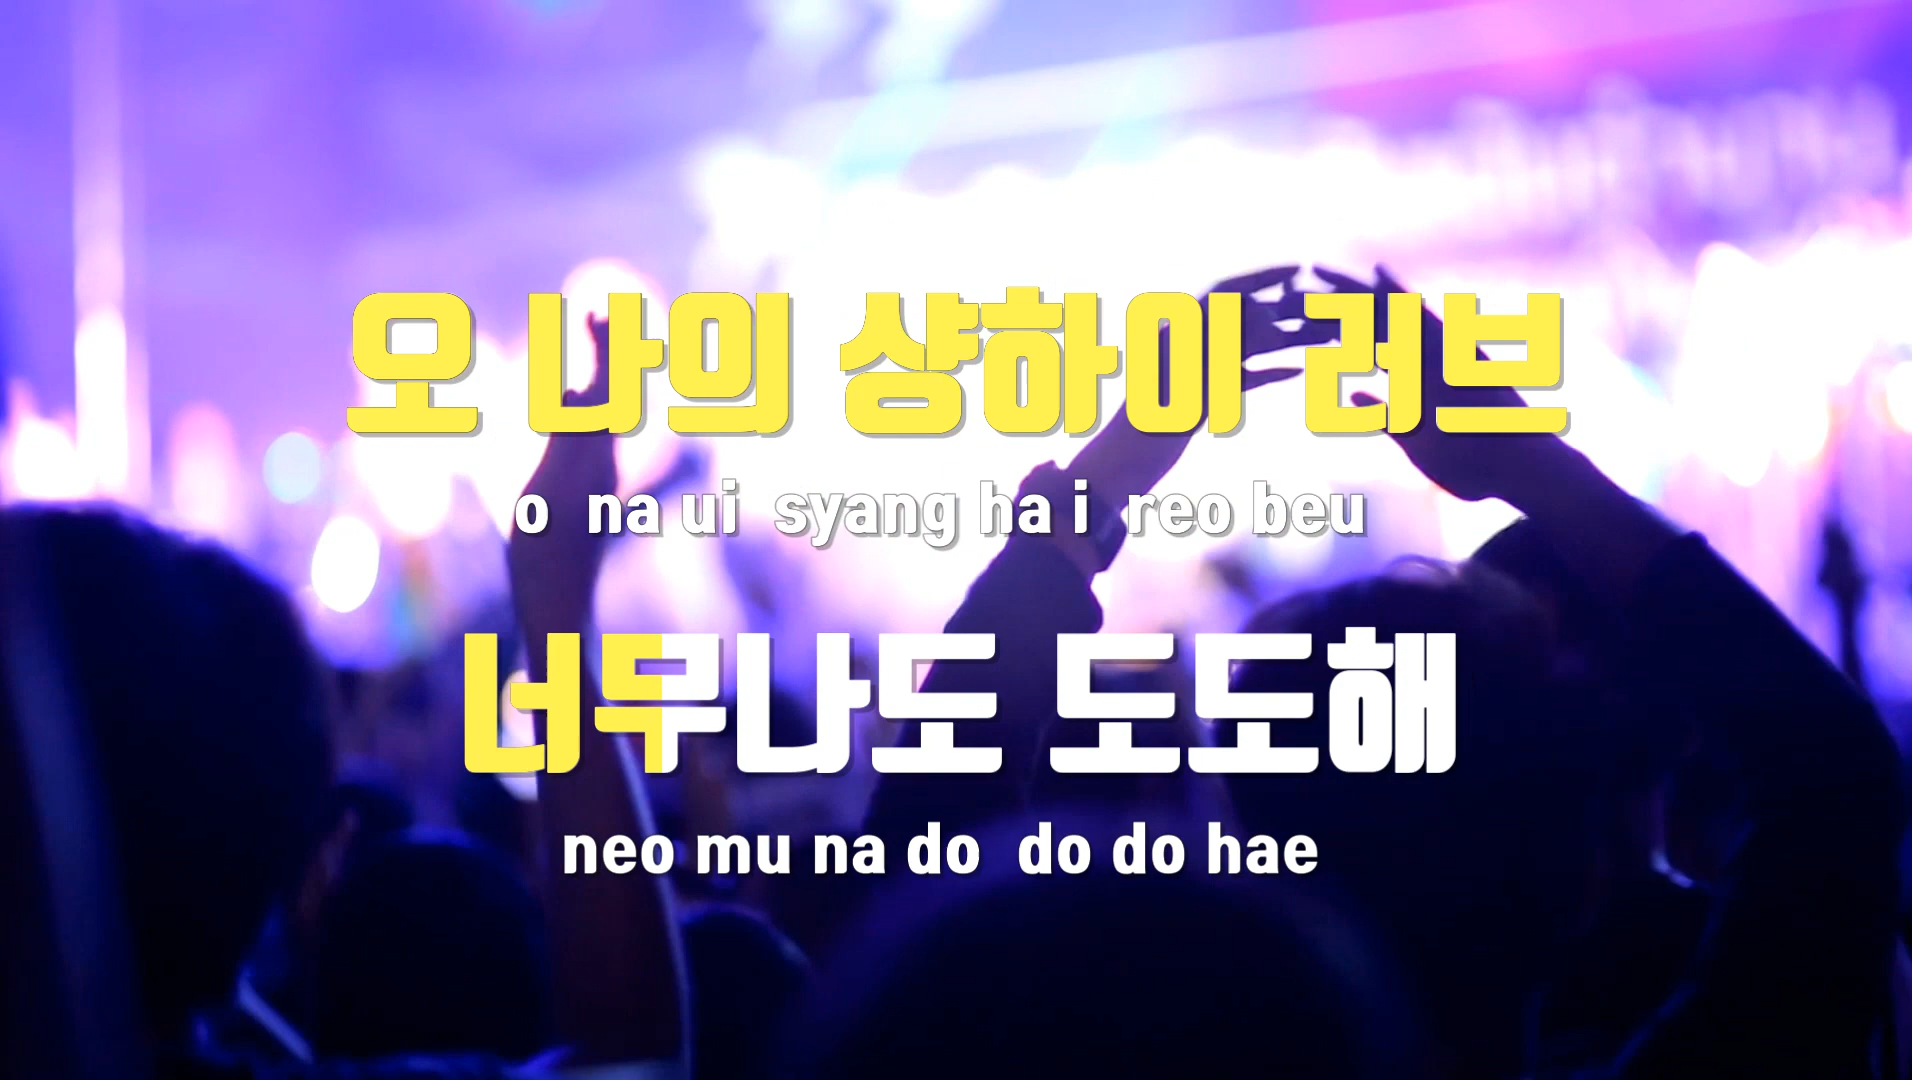 오 나의 샹하이 러브
o na ui syang ha i reo beu
너무나도 도도해
neo mu na do do do hae